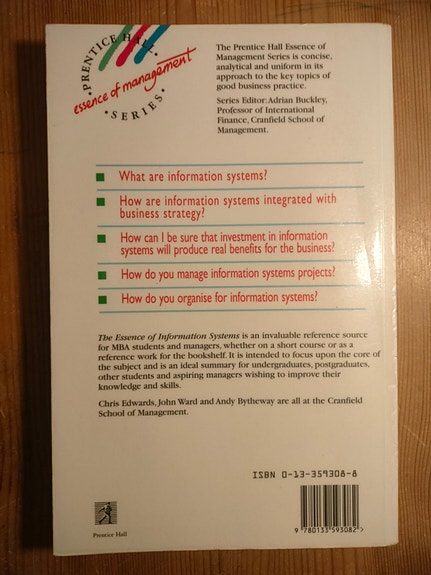 • PRENTICE HALL •
essence of management
SERIES •
The Prentice Hall Essence of
Management Series is concise,
analytical and uniform in its
approach to the key topics of
good business practice.
Series Editor: Adrian Buckley,
Professor of International
Finance, Cranfield School of
Management.
What are information systems?
How are information systems integrated with
business strategy?
How can I be sure that investment in information
systems will produce real benefits for the business?
How do you manage information systems projects?
How do you organise for information systems?
The Essence of Information Systems is an invaluable reference source
for MBA students and managers, whether on a short course or as a
reference work for the bookshelf. It is intended to focus upon the core of
the subject and is an ideal summary for undergraduates, postgraduates,
other students and aspiring managers wishing to improve their
knowledge and skills.
Chris Edwards, John Ward and Andy Bytheway are all at the Cranfield
School of Management.
ISBN 0-13-359308-8
9 780133 593082 >
Prentice Hall